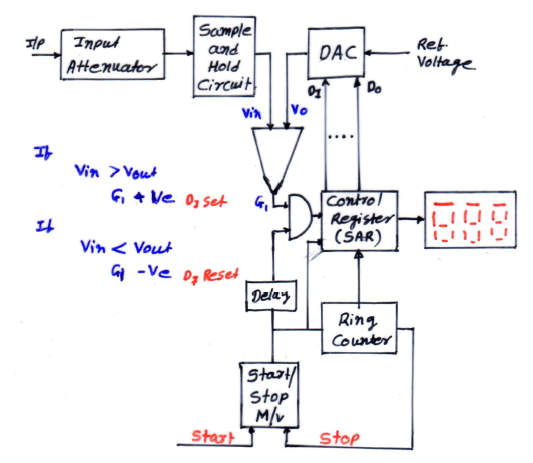 I/P
Input
Attenuator
Sample
and
Hold
Circuit
DAC
Ref.
Voltage
D7
D0
Vin
Vo
If
Vin > Vout
G1 + Ve D7 Set
If
Vin < Vout
G1 - Ve D7 Reset
G1
Control
Register
(SAR)
888
Delay
Ring
Counter
Start/
Stop
M/v
Start
Stop